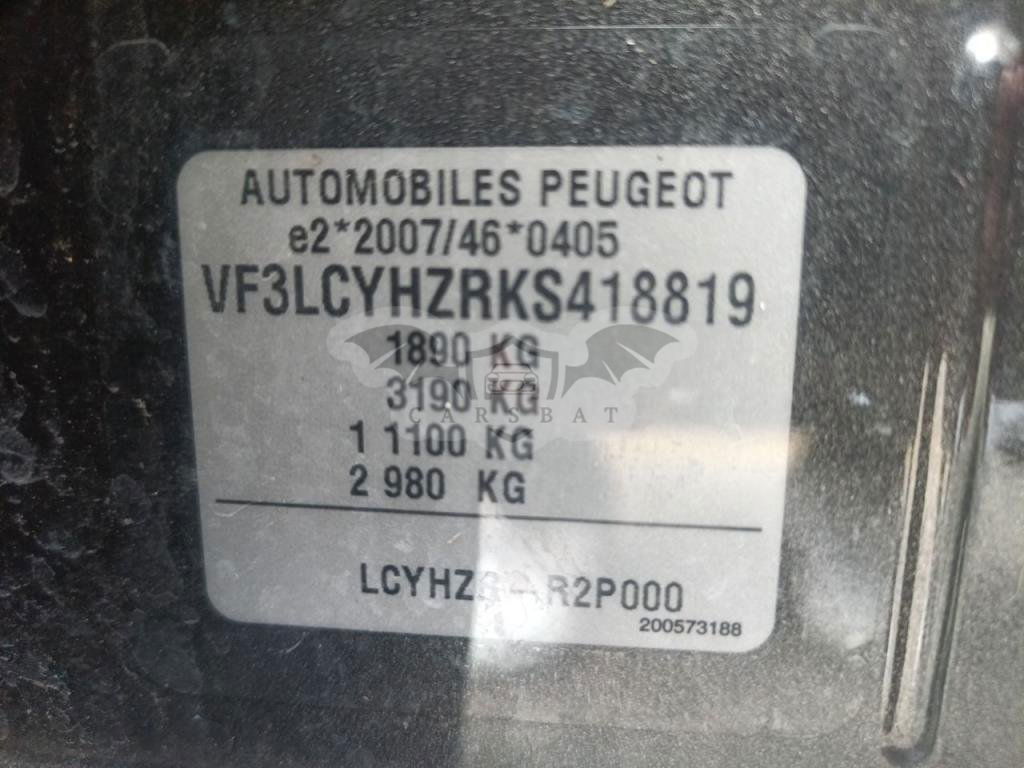 AUTOMOBILES PEUGEOT
e2*2007/46*0405
VF3LCYHZRKS418819
1890 KG
3190 KG
CARSBAT
1 1100 KG
2 980 KG
R2P000
200573188